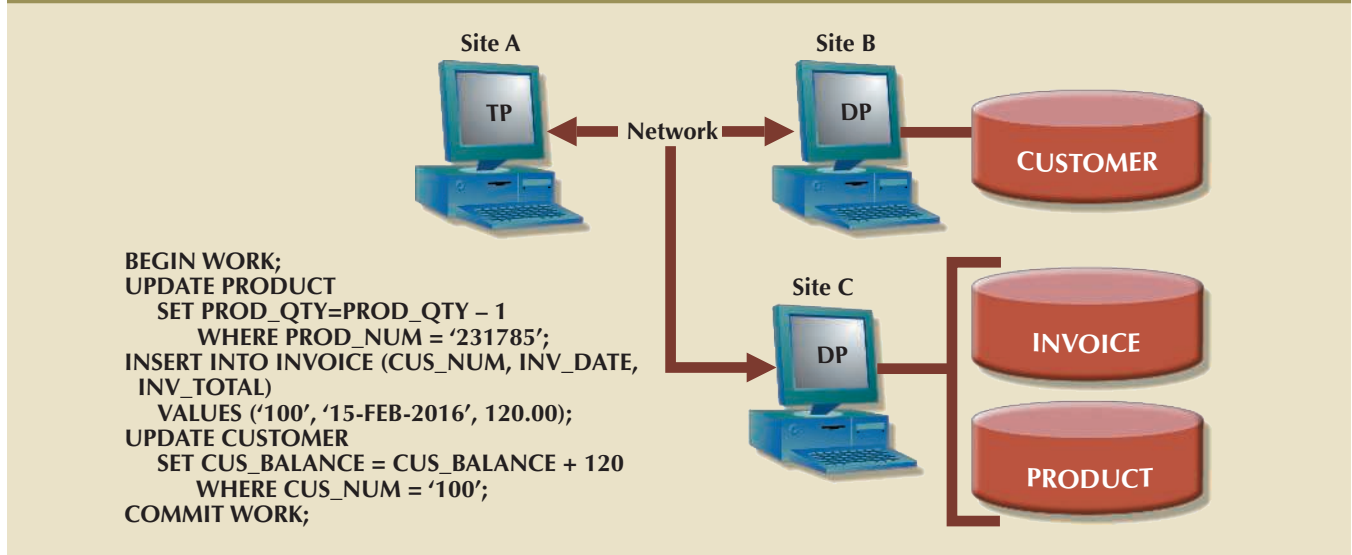 Site A
Site B
TP
Network
DP
CUSTOMER
BEGIN WORK;
UPDATE PRODUCT
SET PROD_QTY=PROD_QTY – 1
WHERE PROD_NUM = ‘231785’;
INSERT INTO INVOICE (CUS_NUM, INV_DATE,
INV_TOTAL)
VALUES (‘100’, ‘15-FEB-2016’, 120.00);
UPDATE CUSTOMER
SET CUS_BALANCE = CUS_BALANCE + 120
WHERE CUS_NUM = ‘100’;
COMMIT WORK;
Site C
DP
INVOICE
PRODUCT